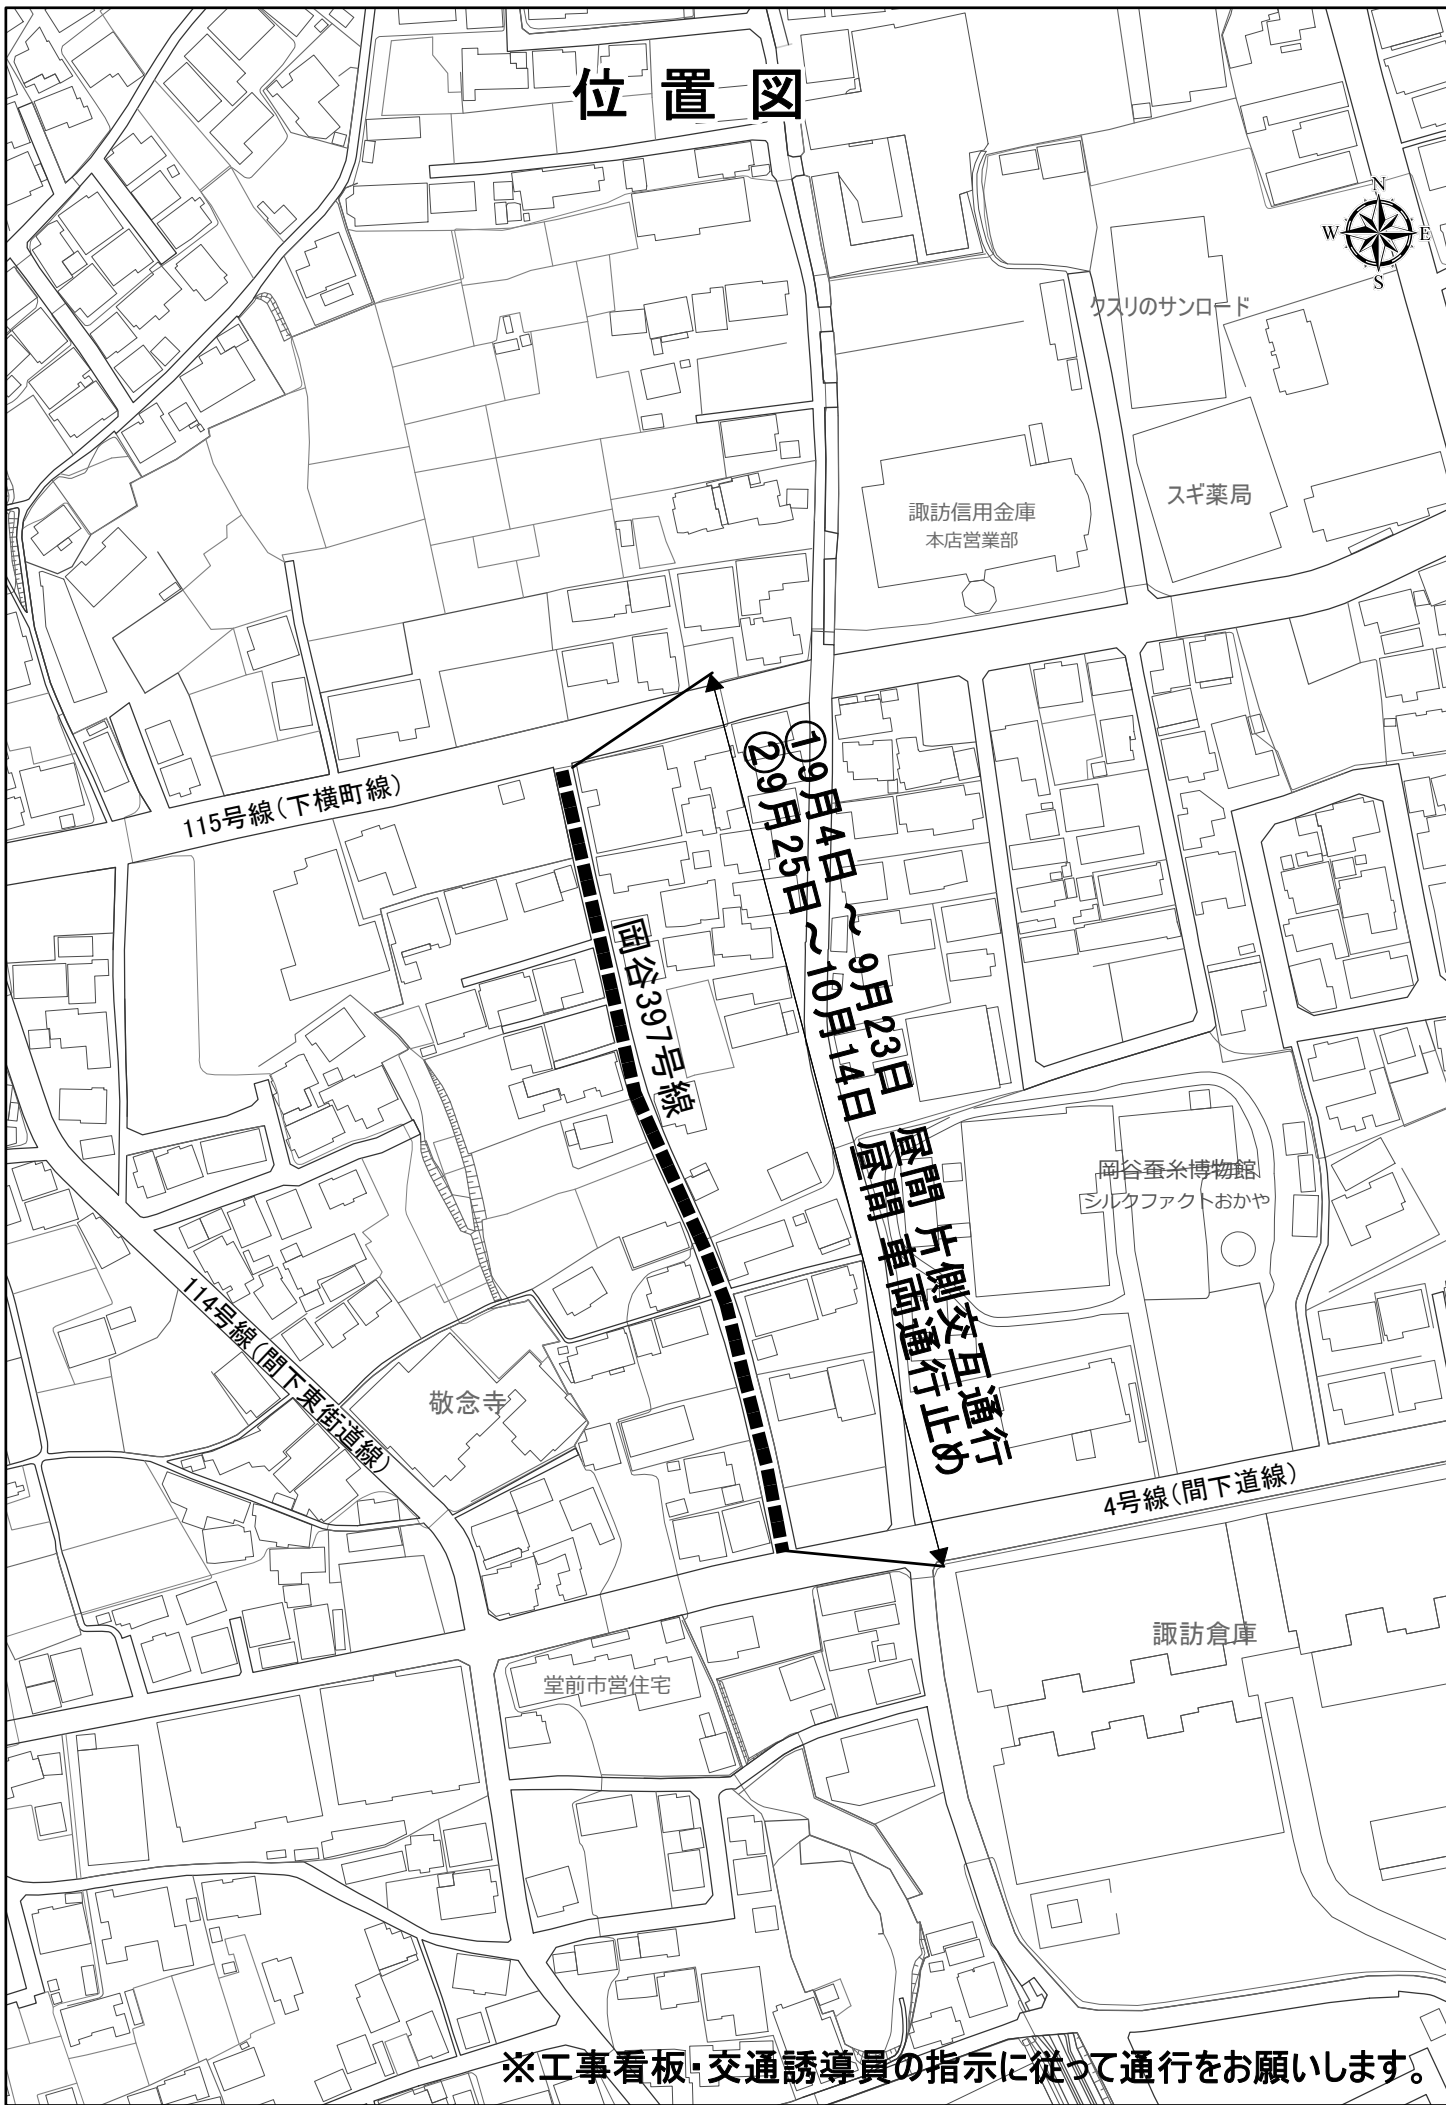 位 置 図
N
W E
S
クスリのサンロード
スギ薬局
諏訪信用金庫
本店営業部
①9月4日 ～ 9月23日 昼間 片側交互通行
②9月25日～10月14日 昼間 車両通行止め
115号線(下横町線)
岡谷397号線
岡谷蚕糸博物館
シルクファクトおかや
114号線(間下東街道線)
敬念寺
4号線(間下道線)
諏訪倉庫
堂前市営住宅
※工事看板・交通誘導員の指示に従って通行をお願いします。